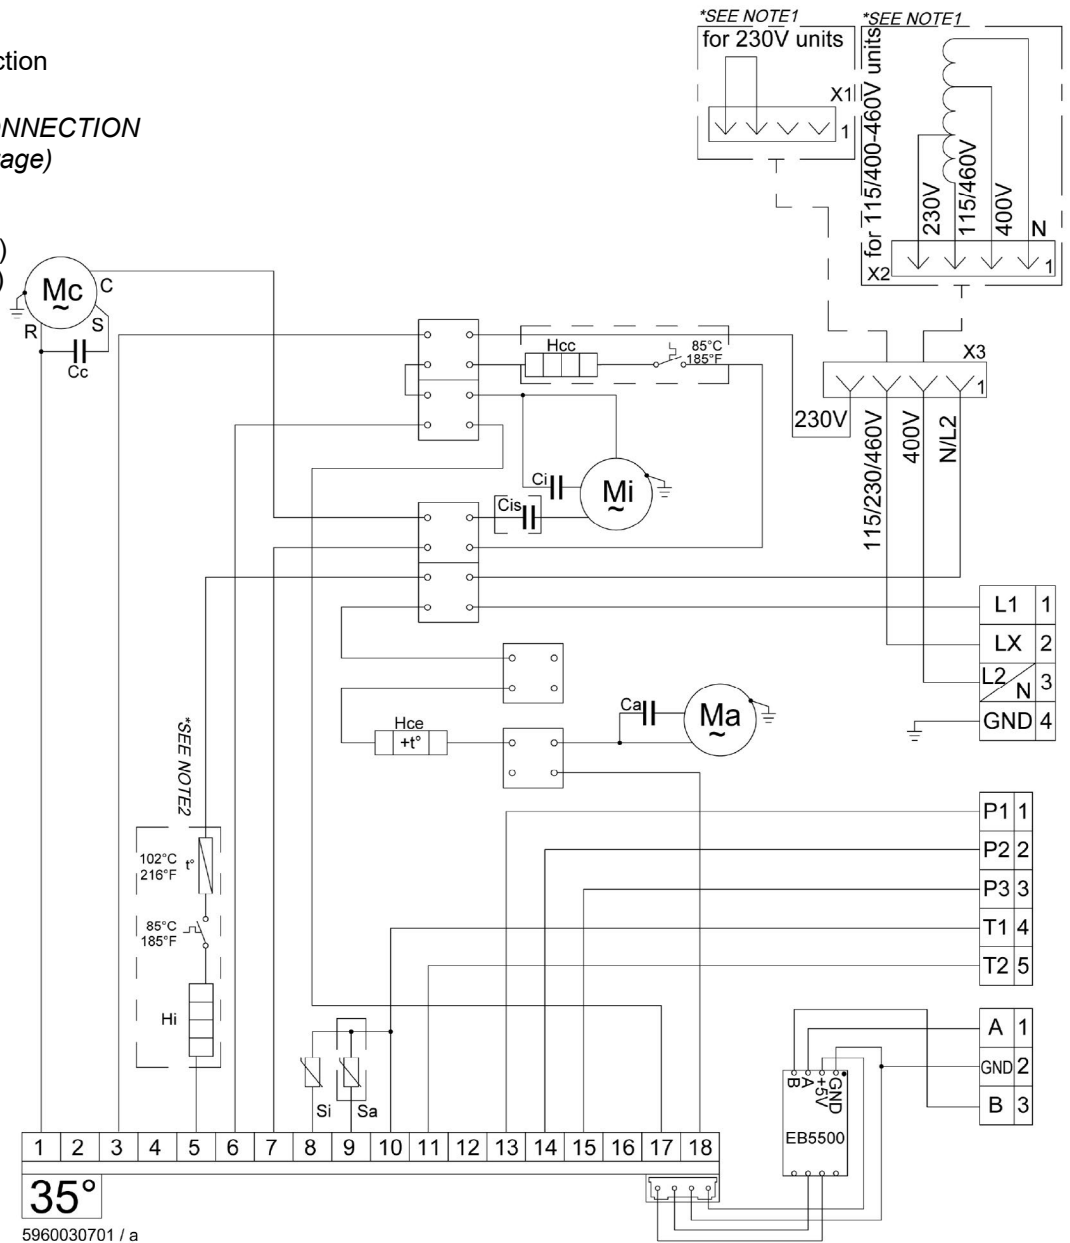 *SEE NOTE1
*SEE NOTE1
for 230V units
X1
1
for 115/400-460V units
230V
115/460V
400V
N
X2
1
ction
ONNECTION
tage)
)
)
Mc
~
C
S
R
Cc
Hcc
85°C
185°F
X3
1
230V
115/230/460V
400V
N/L2
Ci
Mi
~
Cis
L1 1
LX 2
L2/N 3
GND 4
Ca
Ma
~
Hce
+t°
*SEE NOTE2
102°C
216°F
t°
85°C
185°F
Hi
P1 1
P2 2
P3 3
T1 4
T2 5
A 1
GND 2
B 3
B A +5V GND
EB5500
Si
Sa
1 2 3 4 5 6 7 8 9 10 11 12 13 14 15 16 17 18
35°
5960030701 / a